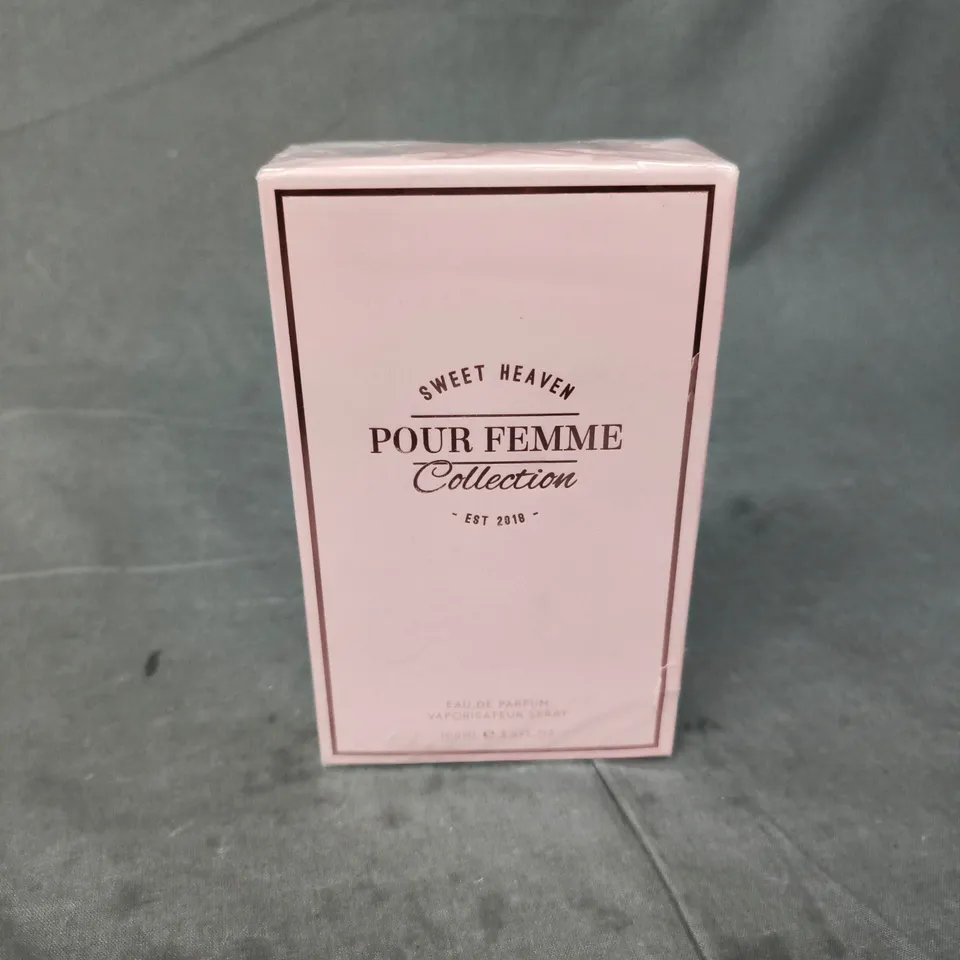 SWEET HEAVEN
POUR FEMME
Collection
- EST 2018 -
EAU DE PARFUM
VAPORISATEUR SPRAY